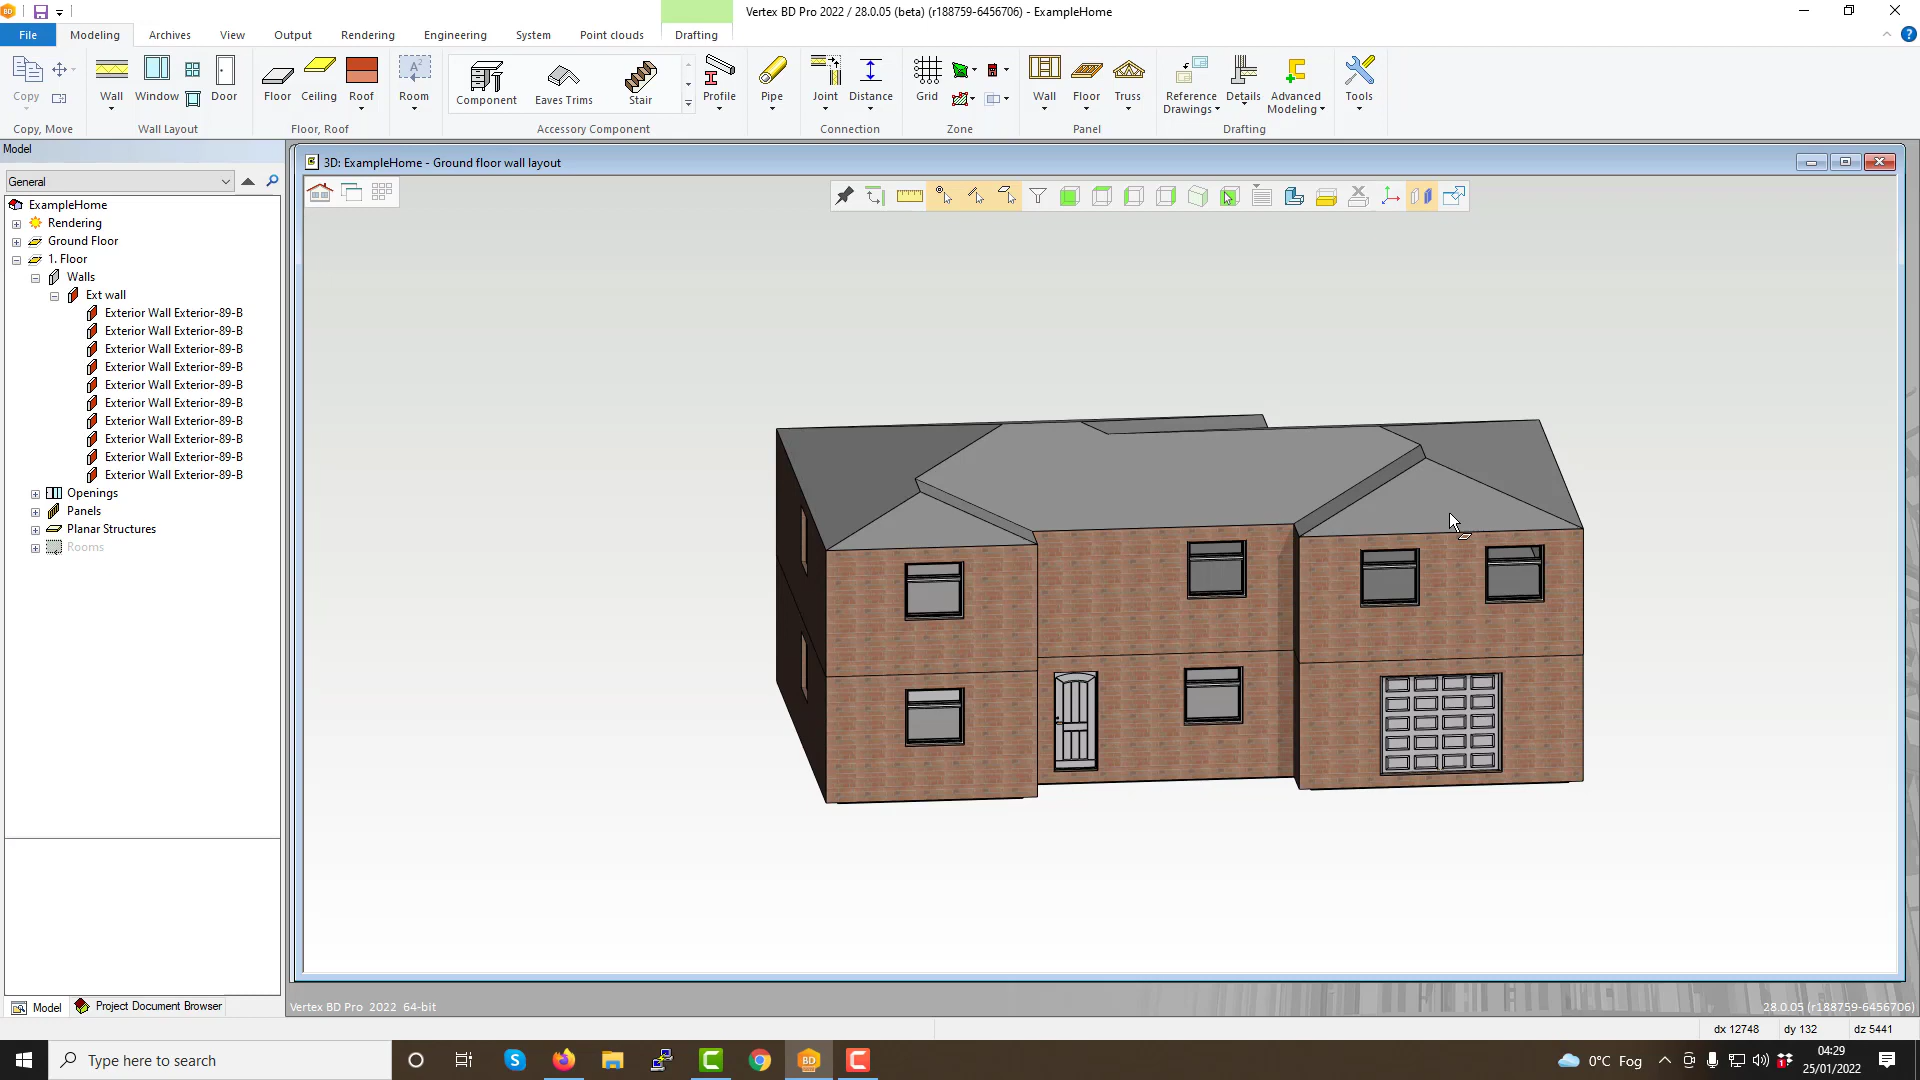 Vertex BD Pro 2022 / 28.0.05 (beta) (r188759-6456706) - ExampleHome
File Modeling Archives View Output Rendering Engineering System Point clouds Drafting
Copy Wall Window Door Floor Ceiling Roof Room Component Eaves Trims Stair Profile Pipe Joint Distance Grid Wall Floor Truss Reference Drawings Details Advanced Modeling Tools
Copy, Move Wall Layout Floor, Roof Accessory Component Connection Zone Panel Drafting
Model
3D: ExampleHome - Ground floor wall layout
General
ExampleHome
Rendering
Ground Floor
1. Floor
Walls
Ext wall
Exterior Wall Exterior-89-B
Exterior Wall Exterior-89-B
Exterior Wall Exterior-89-B
Exterior Wall Exterior-89-B
Exterior Wall Exterior-89-B
Exterior Wall Exterior-89-B
Exterior Wall Exterior-89-B
Exterior Wall Exterior-89-B
Exterior Wall Exterior-89-B
Exterior Wall Exterior-89-B
Openings
Panels
Planar Structures
Rooms
Model Project Document Browser
Vertex BD Pro 2022 64-bit
28.0.05 (r188759-6456706)
dx 12748 dy 132 dz 5441
Type here to search
BD
0°C Fog
04:29
25/01/2022